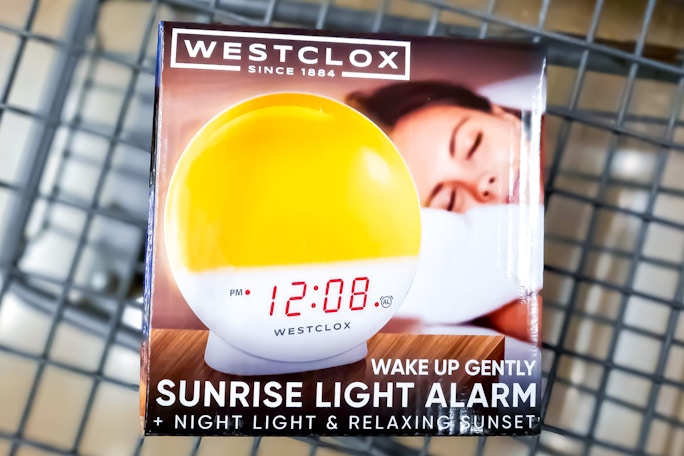 WESTCLOX
SINCE 1884
PM
12:08
AL
WESTCLOX
WAKE UP GENTLY
SUNRISE LIGHT ALARM
+ NIGHT LIGHT & RELAXING SUNSET